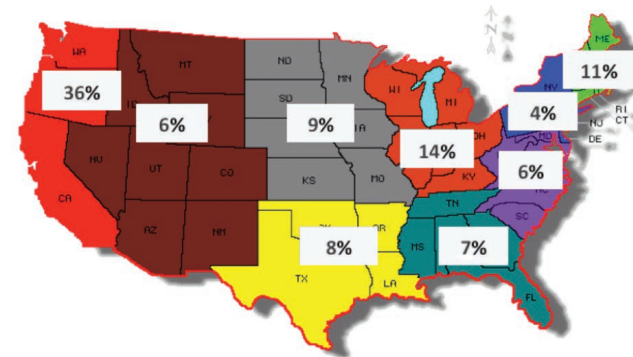 WA
MT
ND
MN
ME
11%
36%
SD
WI
MI
NY
4%
RI
CT
6%
9%
IA
14%
OH
MD
NJ
DE
NV
UT
CO
KS
MO
KY
6%
CA
TN
SC
AZ
NM
8%
AR
MS
7%
TX
LA
FL